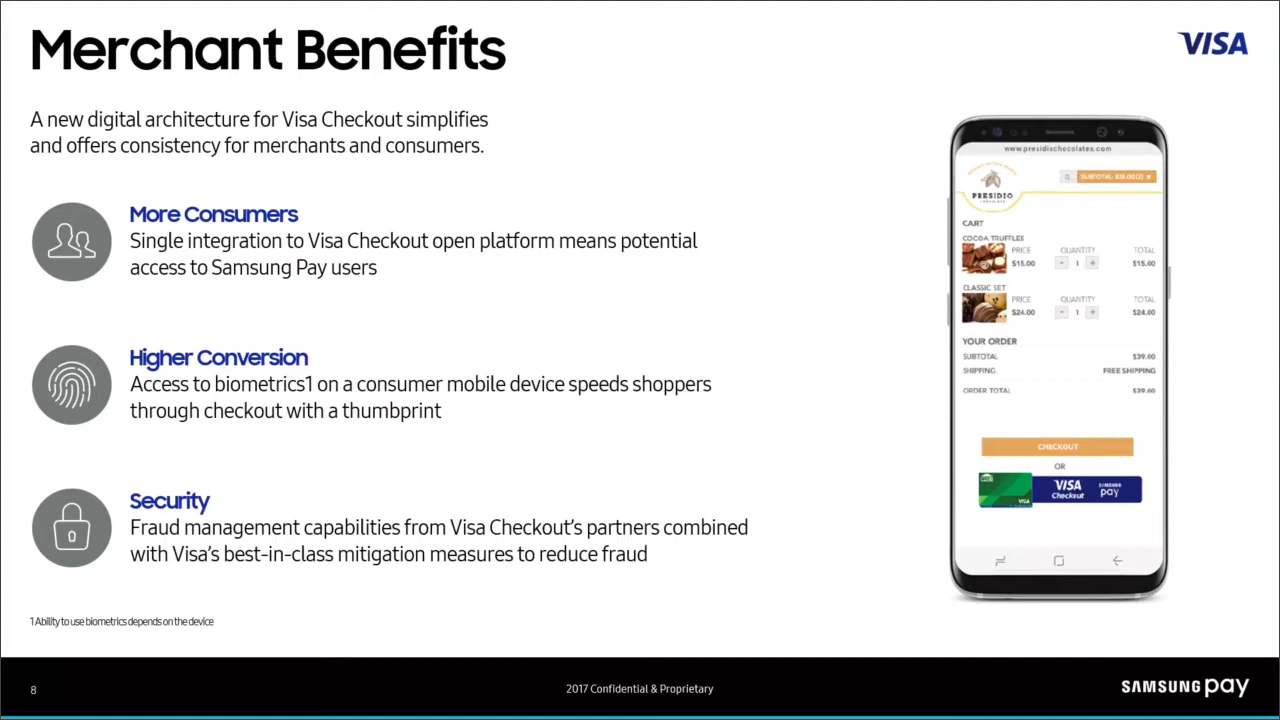 Merchant Benefits
VISA
A new digital architecture for Visa Checkout simplifies
and offers consistency for merchants and consumers.
More Consumers
Single integration to Visa Checkout open platform means potential
access to Samsung Pay users
Higher Conversion
Access to biometrics1 on a consumer mobile device speeds shoppers
through checkout with a thumbprint
Security
Fraud management capabilities from Visa Checkout's partners combined
with Visa's best-in-class mitigation measures to reduce fraud
1 Ability to use biometrics depends on the device
www.presidiochocolates.com
PRESIDIO
CHOCOLATE
CART
COCOA TRUFFLES
PRICE QUANTITY TOTAL
$15.00 - 1 + $15.00
CLASSIC SET
PRICE QUANTITY TOTAL
$24.00 - 1 + $24.00
YOUR ORDER
SUBTOTAL $39.00
SHIPPING FREE SHIPPING
ORDER TOTAL $39.00
CHECKOUT
OR
VISA
VISA SAMSUNG
Checkout pay
8
2017 Confidential & Proprietary
SAMSUNG pay